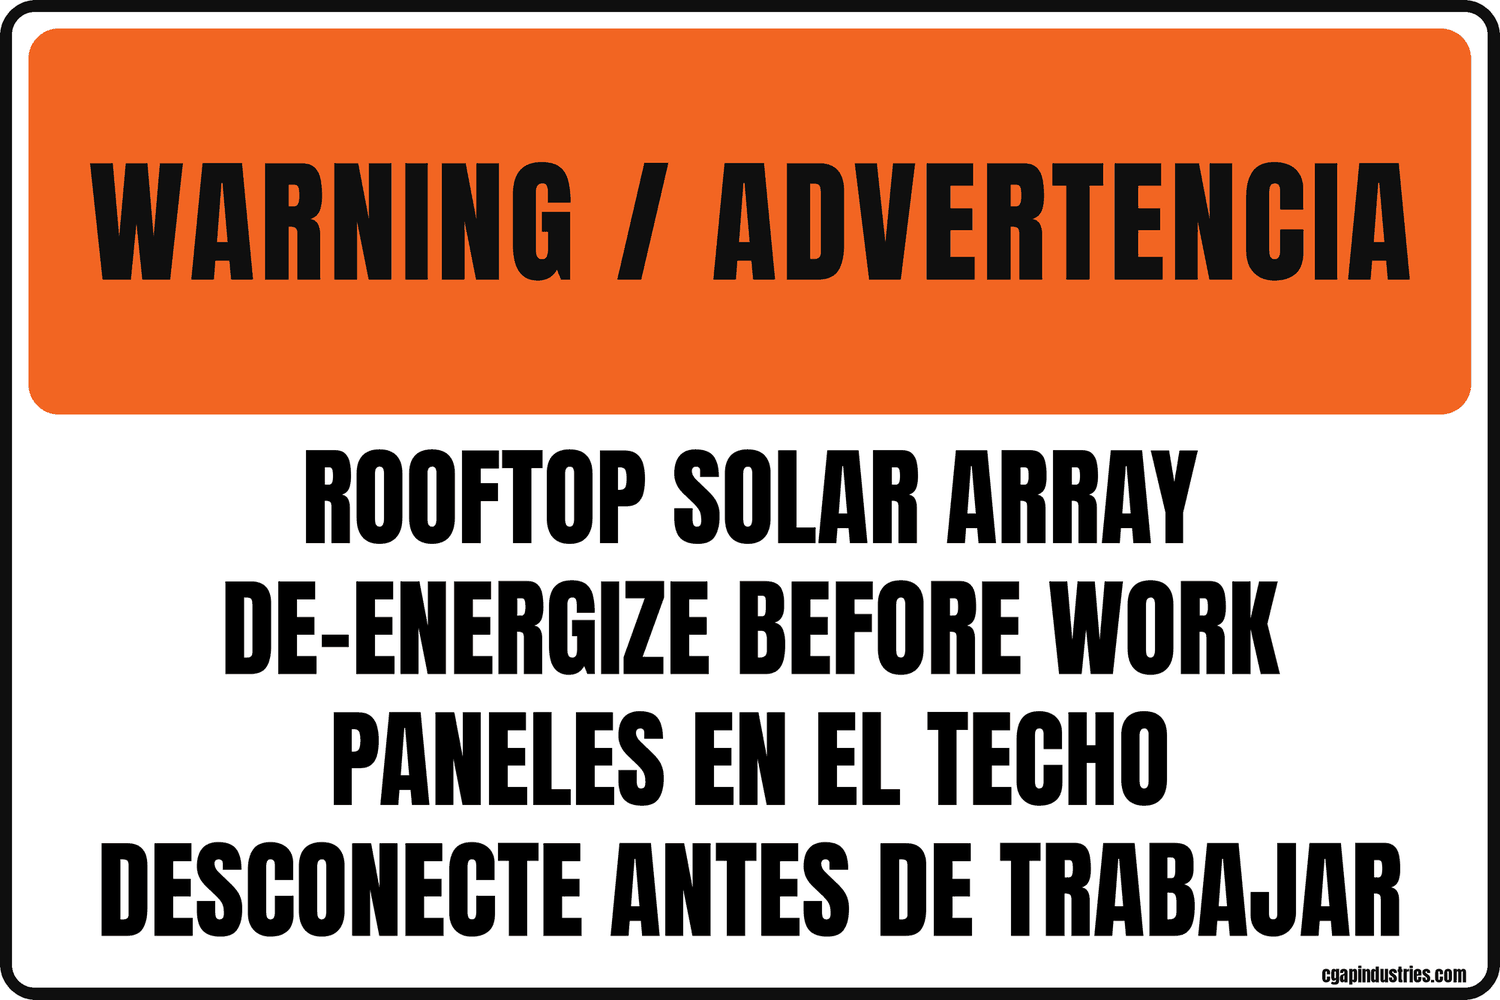 WARNING / ADVERTENCIA
ROOFTOP SOLAR ARRAY
DE-ENERGIZE BEFORE WORK
PANELES EN EL TECHO
DESCONECTE ANTES DE TRABAJAR
cgapindustries.com